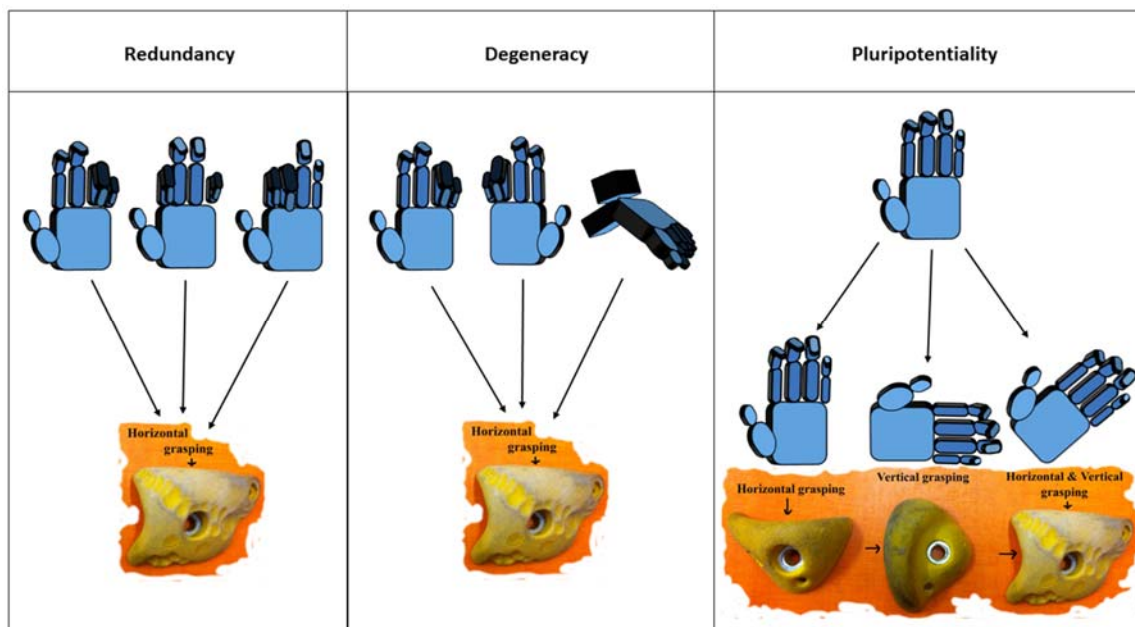 Redundancy
Degeneracy
Pluripotentiality
Horizontal
grasping
Horizontal
grasping
Horizontal grasping
Vertical grasping
Horizontal & Vertical
grasping